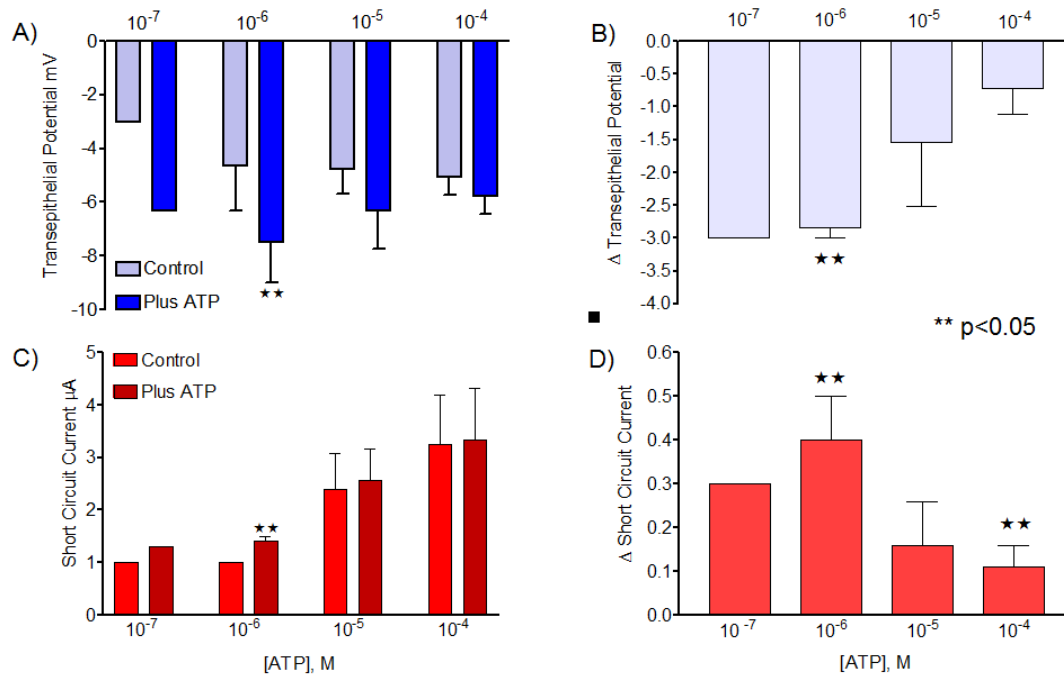 A)
10⁻⁷ 10⁻⁶ 10⁻⁵ 10⁻⁴
Transepithelial Potential mV
0
-2
-4
-6
-8
-10
Control
Plus ATP
★★
B)
10⁻⁷ 10⁻⁶ 10⁻⁵ 10⁻⁴
Δ Transepithelial Potential
0.0
-0.5
-1.0
-1.5
-2.0
-2.5
-3.0
-3.5
-4.0
★★
** p<0.05
C)
Short Circuit Current µA
5
4
3
2
1
0
Control
Plus ATP
★★
10⁻⁷ 10⁻⁶ 10⁻⁵ 10⁻⁴
[ATP], M
D)
Δ Short Circuit Current
0.6
0.5
0.4
0.3
0.2
0.1
0.0
★★
★★
10⁻⁷ 10⁻⁶ 10⁻⁵ 10⁻⁴
[ATP], M